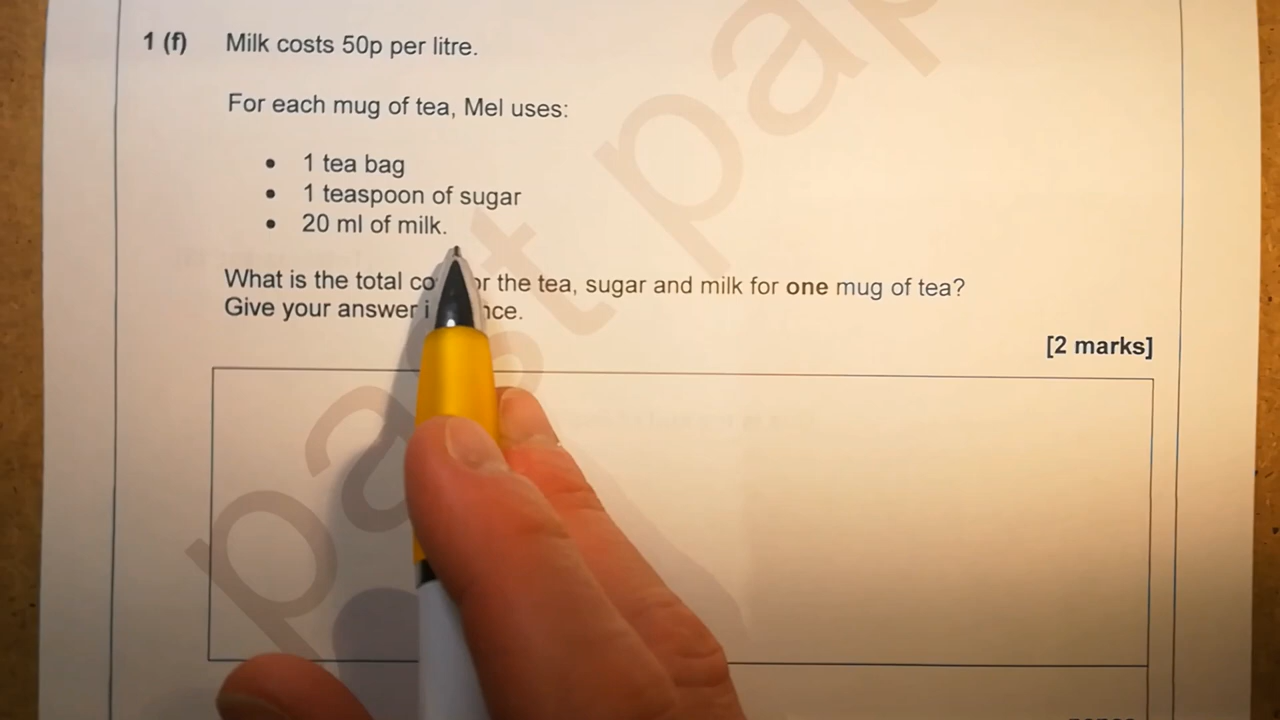 1 (f) Milk costs 50p per litre.
For each mug of tea, Mel uses:
• 1 tea bag
• 1 teaspoon of sugar
• 20 ml of milk.
What is the total the tea, sugar and milk for one mug of tea?
Give your answer
[2 marks]
past pap